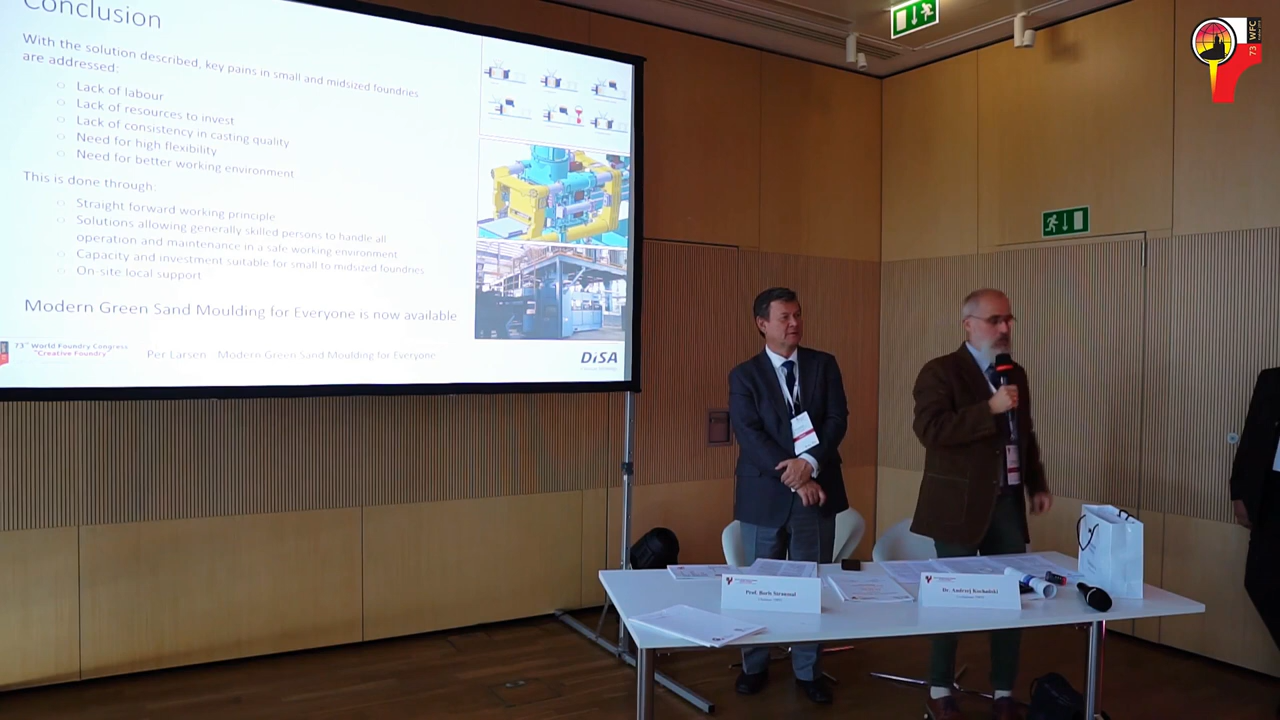 Conclusion
With the solution described, key pains in small and midsized foundries
are addressed:
○ Lack of labour
○ Lack of resources to invest
○ Lack of consistency in casting quality
○ Need for high flexibility
○ Need for better working environment
This is done through:
○ Straight forward working principle
○ Solutions allowing generally skilled persons to handle all
operation and maintenance in a safe working environment
○ Capacity and investment suitable for small to midsized foundries
○ On-site local support
Modern Green Sand Moulding for Everyone is now available
73rd World Foundry Congress
"Creative Foundry"
Per Larsen Modern Green Sand Moulding for Everyone
DISA
73 WFC
Prof. Boris
Dr. Andrzej